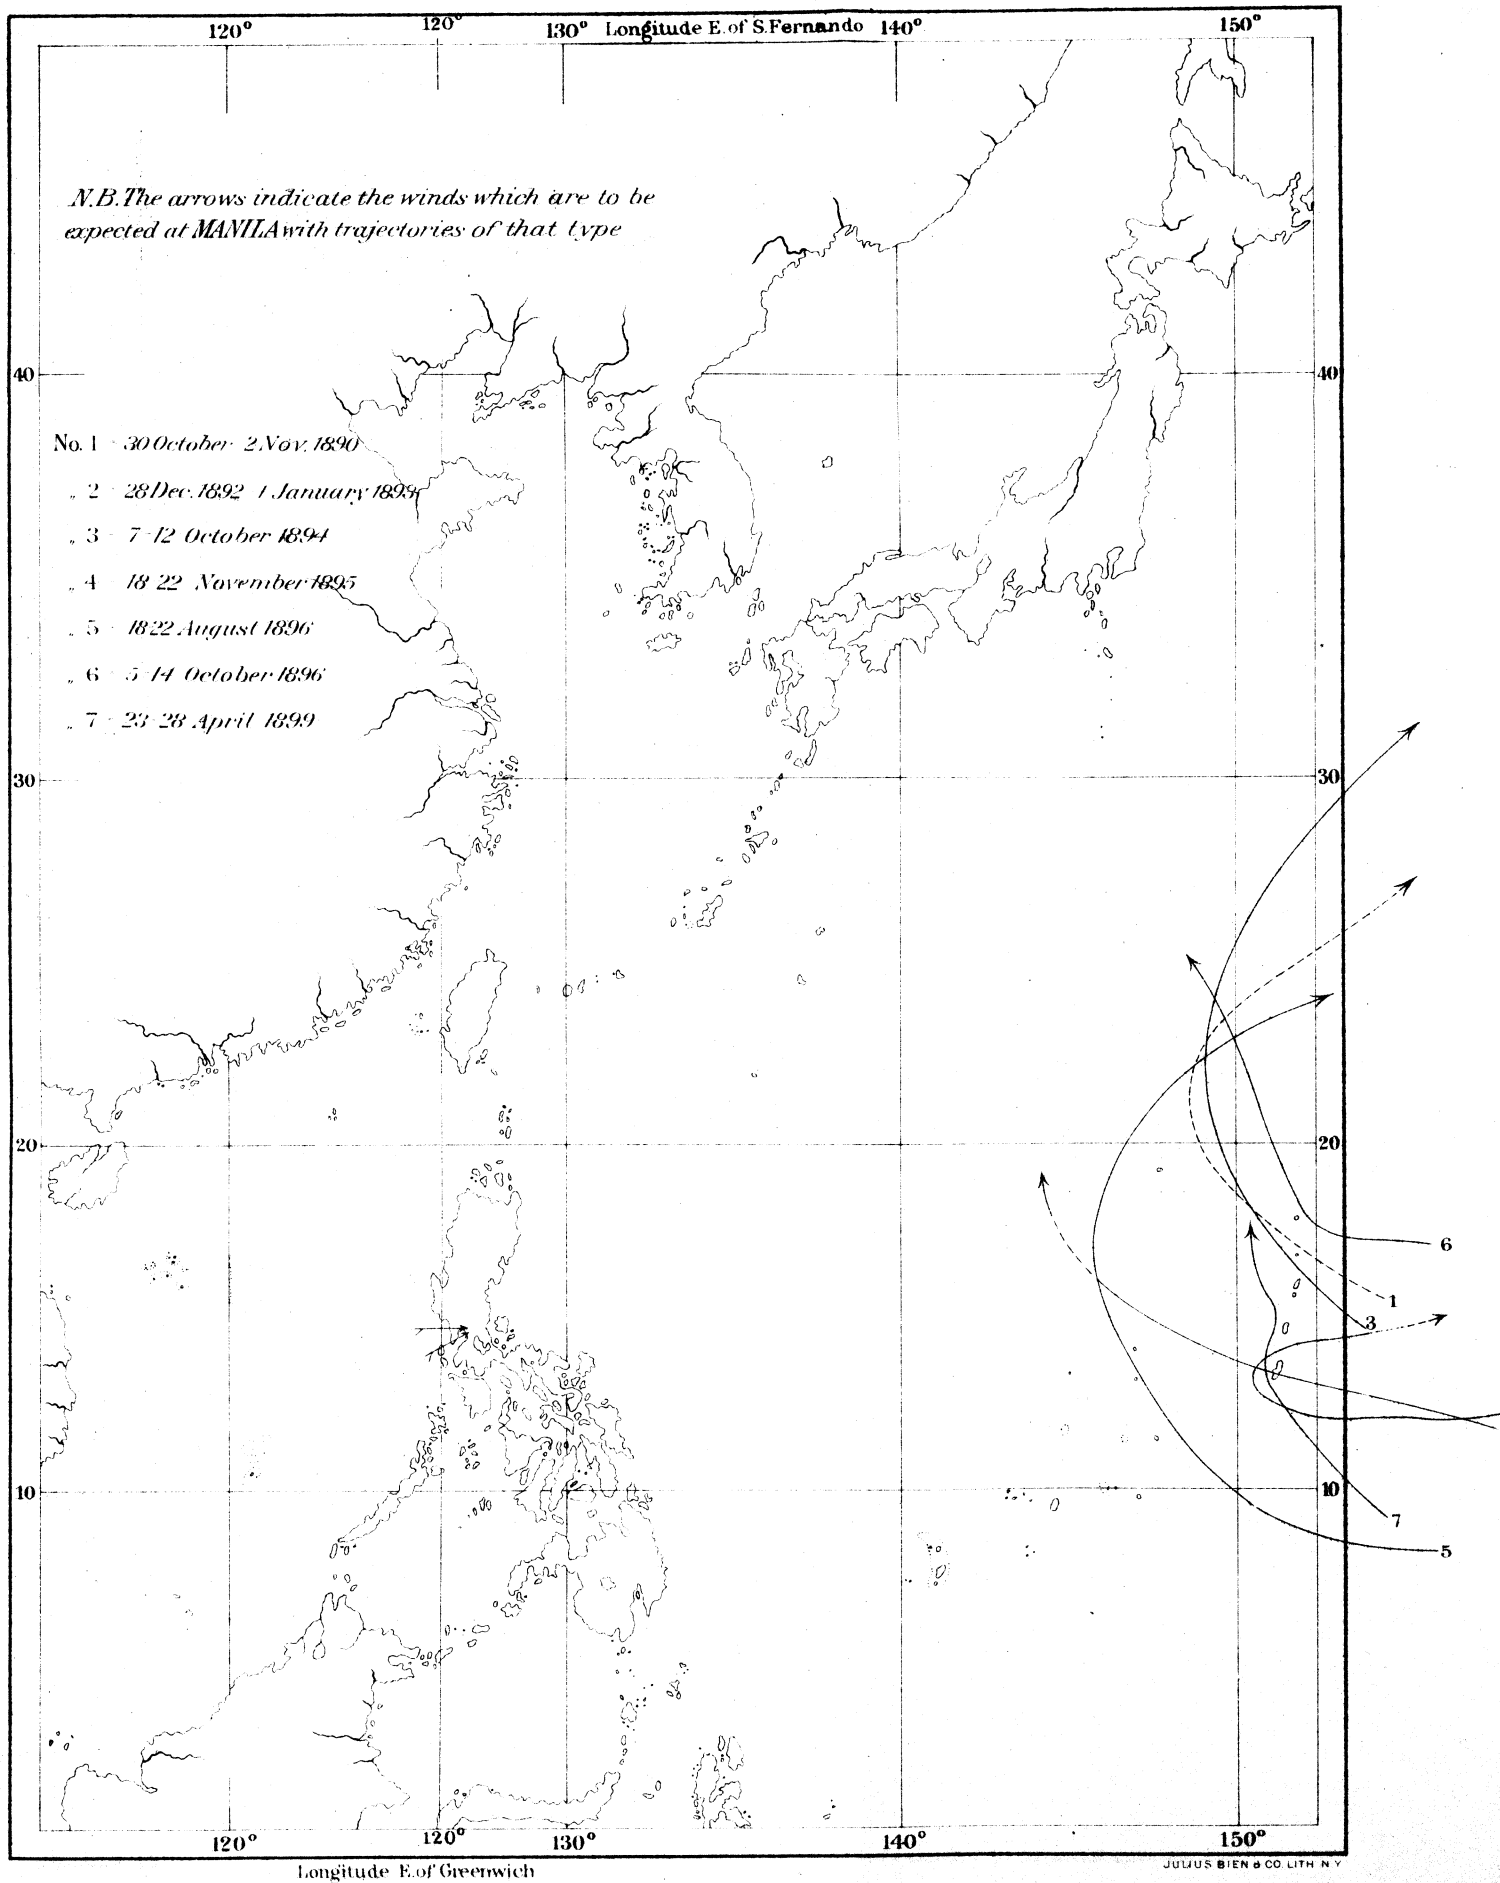 120° 120° 130° Longitude E. of S. Fernando 140° 150°
N.B. The arrows indicate the winds which are to be
expected at MANILA with trajectories of that type
40 40
No. 1 - 30 October - 2 Nov. 1890
„ 2 - 28 Dec. 1892 1 January 1893
„ 3 - 7-12 October 1894
„ 4 - 18-22 November 1895
„ 5 - 18-22 August 1896
„ 6 - 5-14 October 1896
„ 7 - 23-28 April 1899
30 30
20 20
6
1
3
10 10
7
5
120° 120° 130° 140° 150°
Longitude E. of Greenwich
JULIUS BIEN & CO. LITH N Y